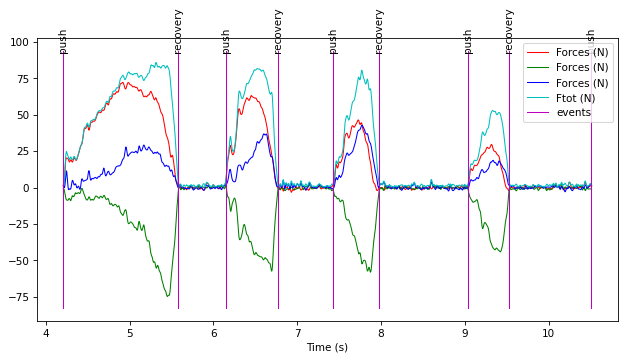 push recovery push recovery push recovery push recovery push
100
75
50
25
0
−25
−50
−75
4 5 6 7 8 9 10
Time (s)
Forces (N)
Forces (N)
Forces (N)
Ftot (N)
events